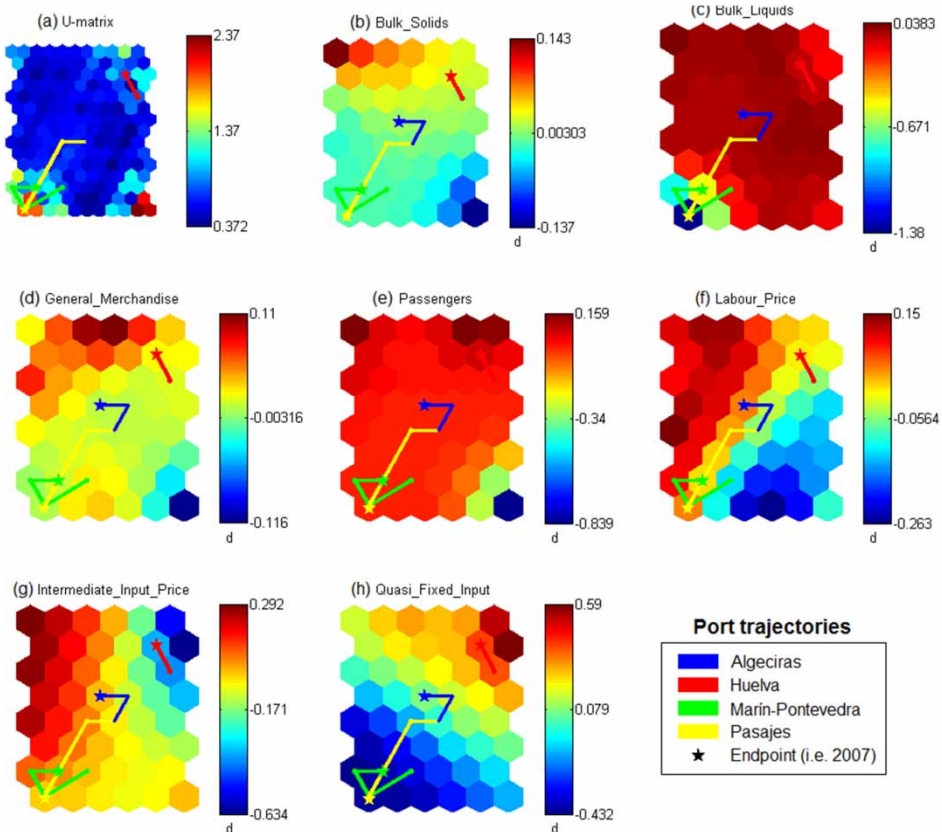 (a) U-matrix
2.37
1.37
0.372
(b) Bulk_Solids
0.143
0.00303
-0.137
d
(c) Bulk_Liquids
0.0383
-0.671
-1.38
d
(d) General_Merchandise
0.11
-0.00316
-0.116
d
(e) Passengers
0.159
-0.34
-0.839
d
(f) Labour_Price
0.15
-0.0564
-0.263
d
(g) Intermediate_Input_Price
0.292
-0.171
-0.634
d
(h) Quasi_Fixed_Input
0.59
0.079
-0.432
d
Port trajectories
Algeciras
Huelva
Marín-Pontevedra
Pasajes
Endpoint (i.e. 2007)